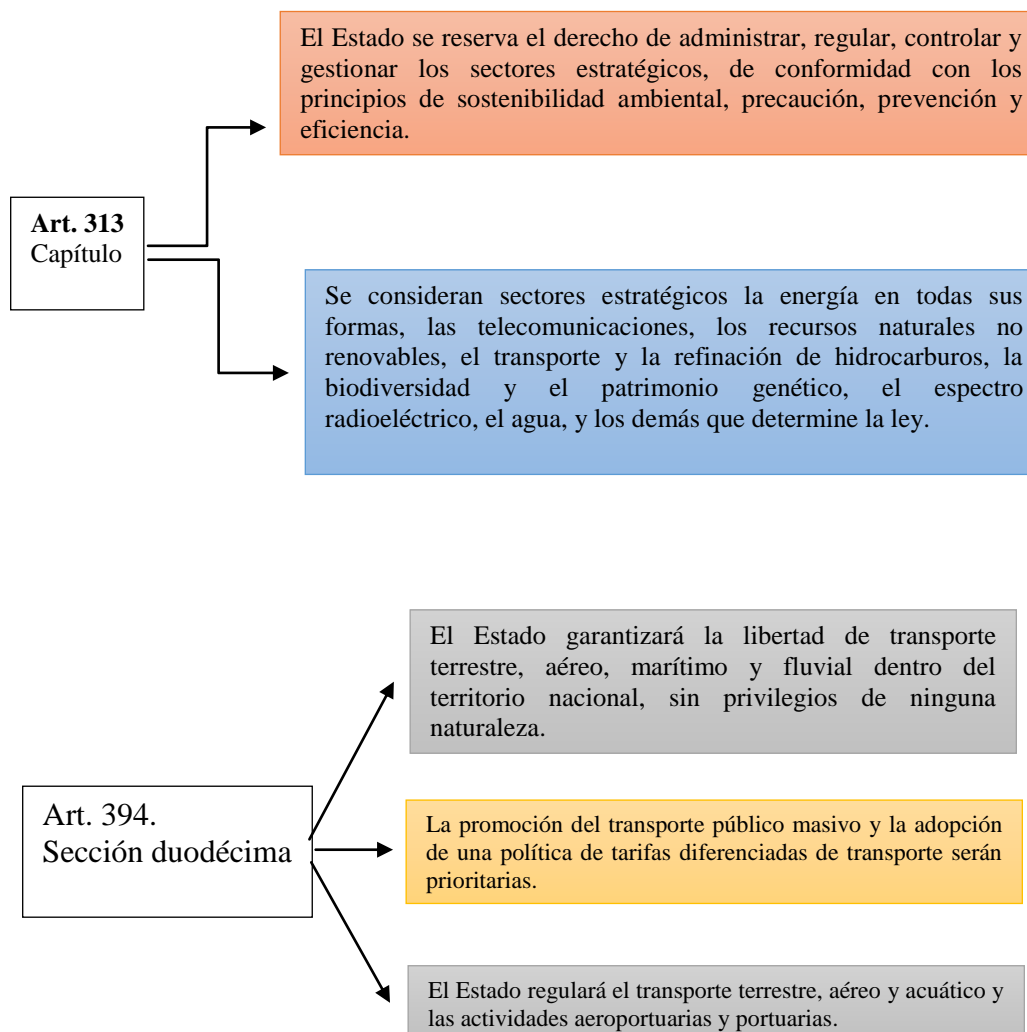 El Estado se reserva el derecho de administrar, regular, controlar y
gestionar los sectores estratégicos, de conformidad con los
principios de sostenibilidad ambiental, precaución, prevención y
eficiencia.
Art. 313
Capítulo
Se consideran sectores estratégicos la energía en todas sus
formas, las telecomunicaciones, los recursos naturales no
renovables, el transporte y la refinación de hidrocarburos, la
biodiversidad y el patrimonio genético, el espectro
radioeléctrico, el agua, y los demás que determine la ley.
El Estado garantizará la libertad de transporte
terrestre, aéreo, marítimo y fluvial dentro del
territorio nacional, sin privilegios de ninguna
naturaleza.
Art. 394.
Sección duodécima
La promoción del transporte público masivo y la adopción
de una política de tarifas diferenciadas de transporte serán
prioritarias.
El Estado regulará el transporte terrestre, aéreo y acuático y
las actividades aeroportuarias y portuarias.